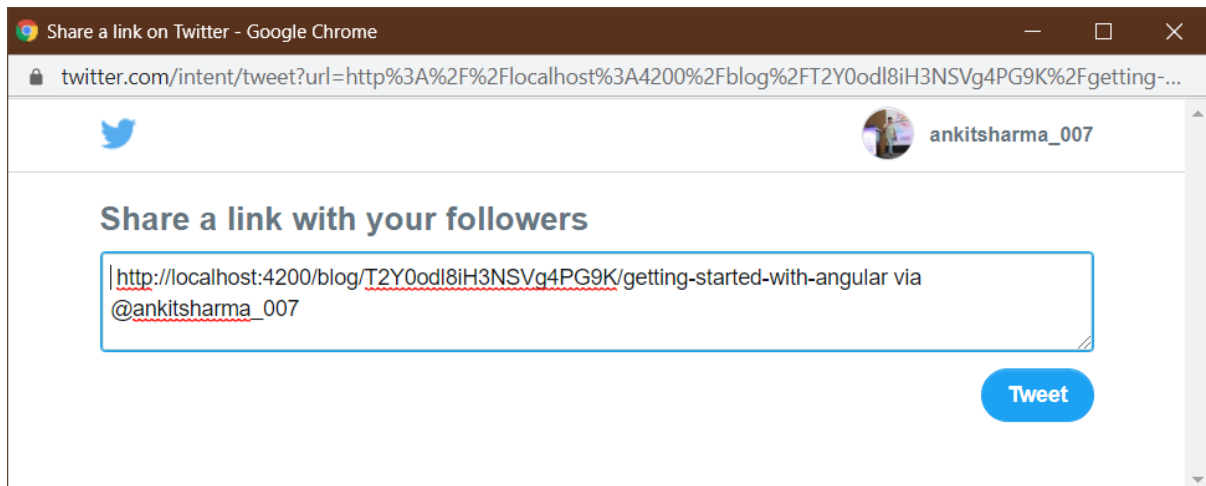 Share a link on Twitter - Google Chrome
twitter.com/intent/tweet?url=http%3A%2F%2Flocalhost%3A4200%2Fblog%2FT2Y0odl8iH3NSVg4PG9K%2Fgetting-...
ankitsharma_007
Share a link with your followers
http://localhost:4200/blog/T2Y0odl8iH3NSVg4PG9K/getting-started-with-angular via
@ankitsharma_007
Tweet